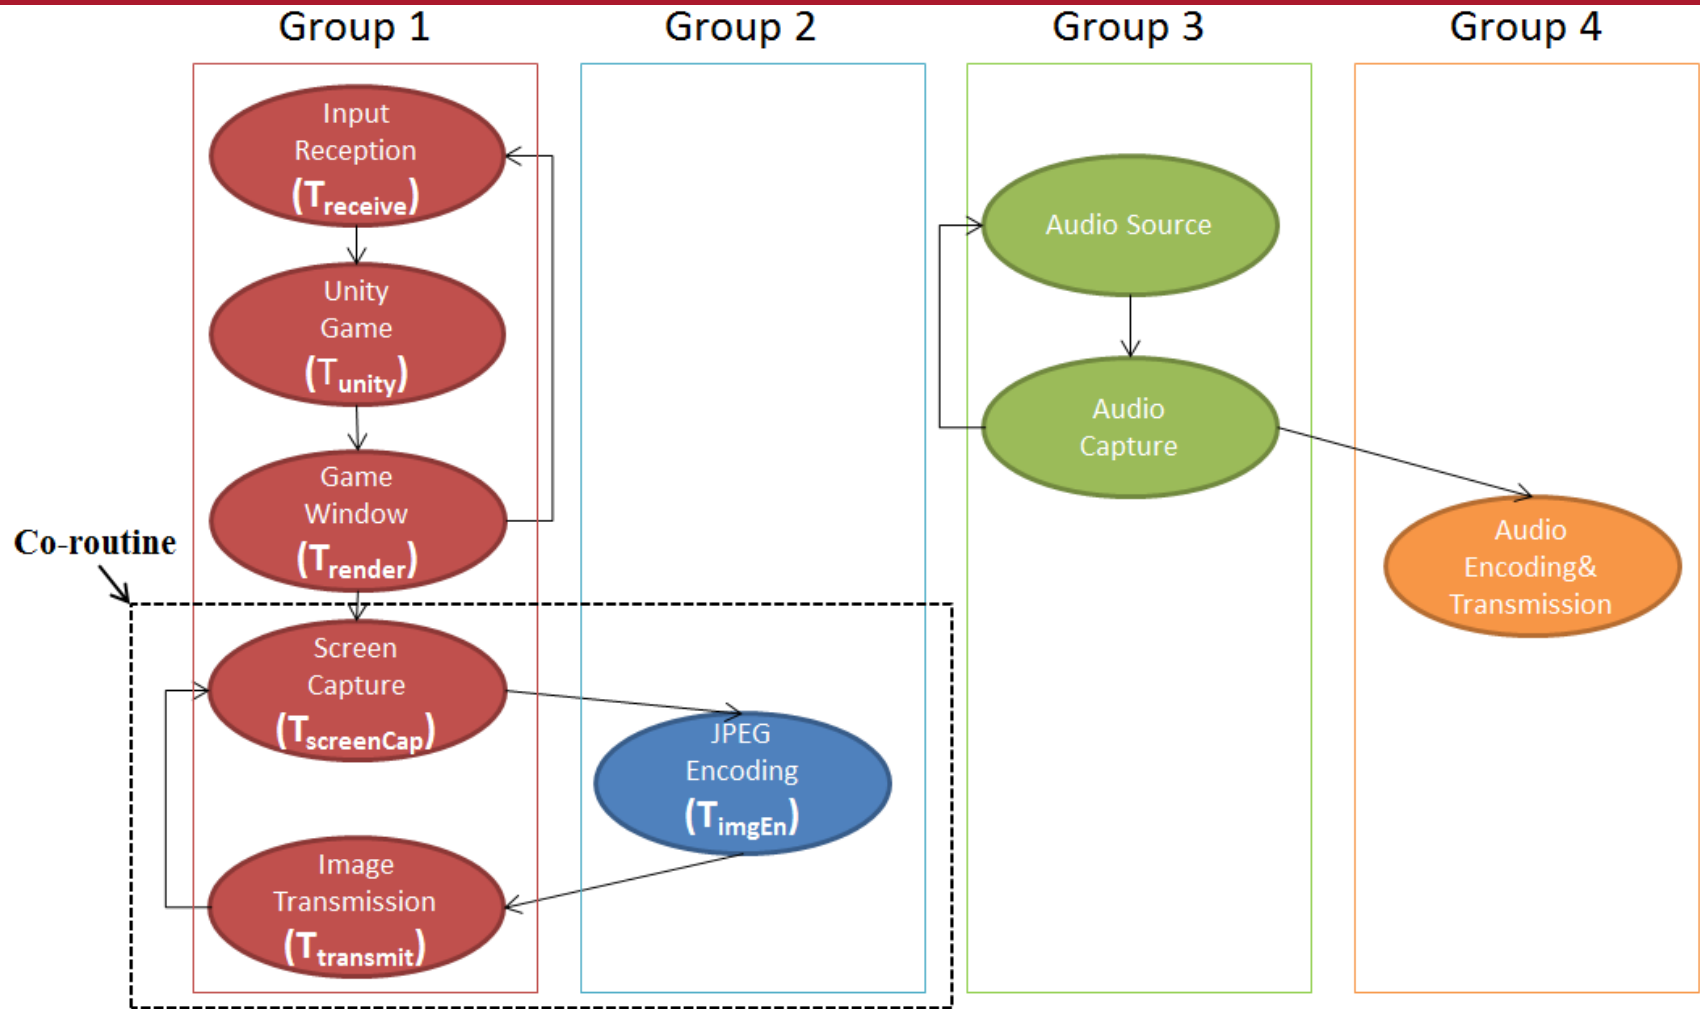 Group 1
Group 2
Group 3
Group 4
Input
Reception
(Treceive)
Unity
Game
(Tunity)
Game
Window
(Trender)
Co-routine
Screen
Capture
(TscreenCap)
Image
Transmission
(Ttransmit)
JPEG
Encoding
(TimgEn)
Audio Source
Audio
Capture
Audio
Encoding&
Transmission